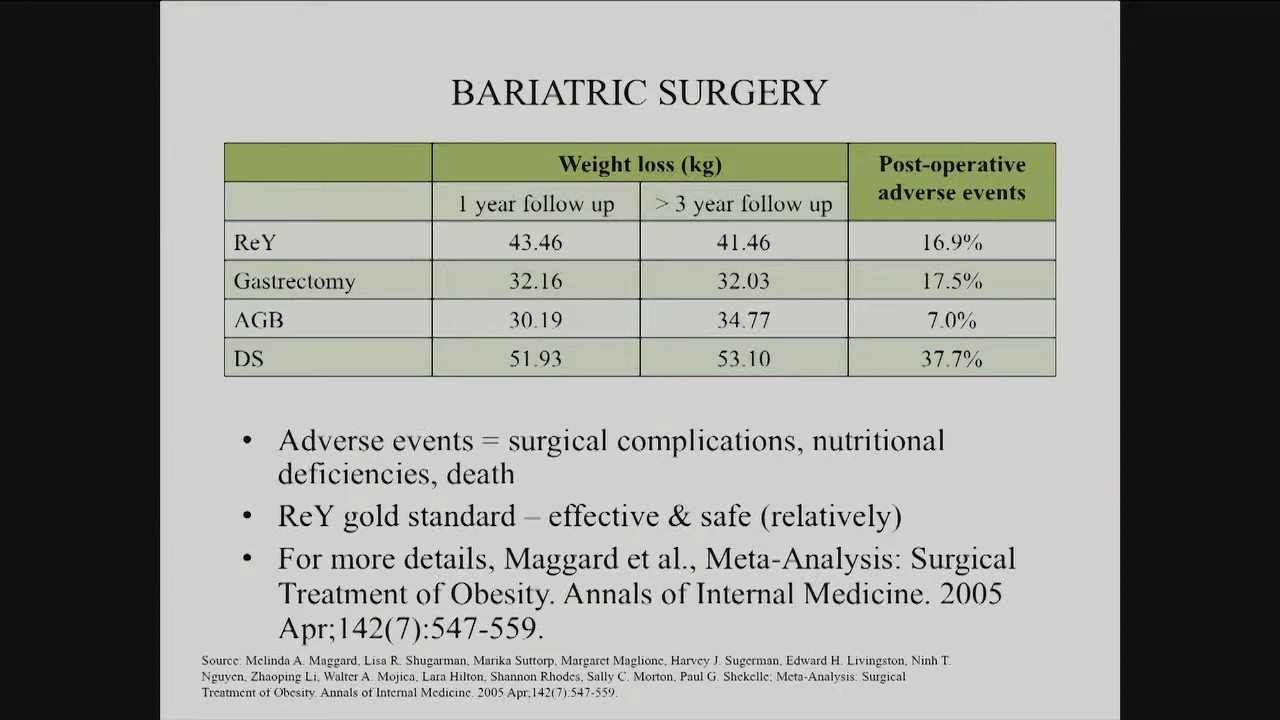 BARIATRIC SURGERY
Weight loss (kg)
Post-operative
adverse events
1 year follow up
> 3 year follow up
ReY 43.46 41.46 16.9%
Gastrectomy 32.16 32.03 17.5%
AGB 30.19 34.77 7.0%
DS 51.93 53.10 37.7%
• Adverse events = surgical complications, nutritional
deficiencies, death
• ReY gold standard – effective & safe (relatively)
• For more details, Maggard et al., Meta-Analysis: Surgical
Treatment of Obesity. Annals of Internal Medicine. 2005
Apr;142(7):547-559.
Source: Melinda A. Maggard, Lisa R. Shugarman, Marika Suttorp, Margaret Maglione, Harvey J. Sugerman, Edward H. Livingston, Ninh T.
Nguyen, Zhaoping Li, Walter A. Mojica, Lara Hilton, Shannon Rhodes, Sally C. Morton, Paul G. Shekelle; Meta-Analysis: Surgical
Treatment of Obesity. Annals of Internal Medicine. 2005 Apr;142(7):547-559.